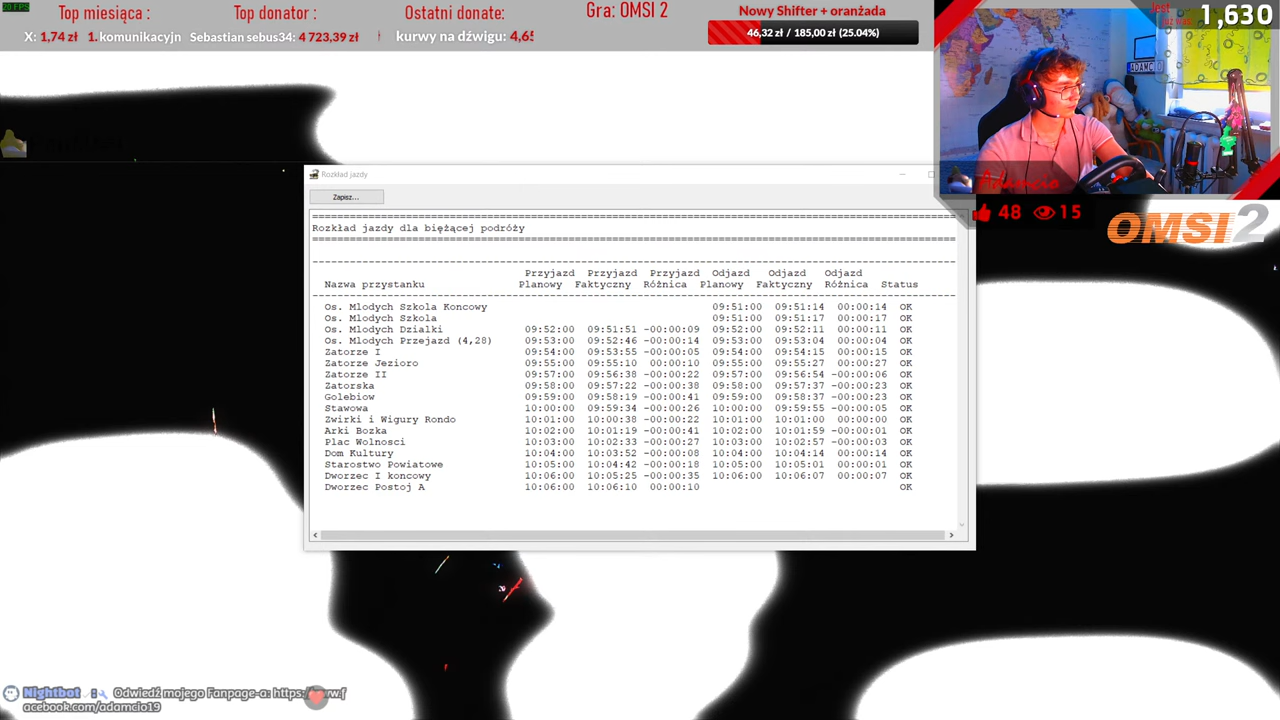 20 FPS
Top miesiąca :
Top donator :
Ostatni donate:
Gra: OMSI 2
Nowy Shifter + oranżada
1,630
X: 1,74 zł 1. komunikacyjn
Sebastian sebus34: 4 723,39 zł
kurwy na dźwigu: 4,65
46,32 zł / 185,00 zł (25.04%)
ADAMCIO
Adamcio
48 15
OMSI 2
Rozkład jazdy
Zapisz...
Rozkład jazdy dla bieżącej podróży
Przyjazd Przyjazd Przyjazd Odjazd Odjazd Odjazd
Nazwa przystanku Planowy Faktyczny Różnica Planowy Faktyczny Różnica Status
Os. Mlodych Szkola Koncowy 09:51:00 09:51:14 00:00:14 OK
Os. Mlodych Szkola 09:51:00 09:51:17 00:00:17 OK
Os. Mlodych Dzialki 09:52:00 09:51:51 -00:00:09 09:52:00 09:52:11 00:00:11 OK
Os. Mlodych Przejazd (4,28) 09:53:00 09:52:46 -00:00:14 09:53:00 09:53:04 00:00:04 OK
Zatorze I 09:54:00 09:53:55 -00:00:05 09:54:00 09:54:15 00:00:15 OK
Zatorze Jezioro 09:55:00 09:55:10 00:00:10 09:55:00 09:55:27 00:00:27 OK
Zatorze II 09:57:00 09:56:38 -00:00:22 09:57:00 09:56:54 -00:00:06 OK
Zatorska 09:58:00 09:57:22 -00:00:38 09:58:00 09:57:37 -00:00:23 OK
Golebiow 09:59:00 09:58:19 -00:00:41 09:59:00 09:58:37 -00:00:23 OK
Stawowa 10:00:00 09:59:34 -00:00:26 10:00:00 09:59:55 -00:00:05 OK
Zwirki i Wigury Rondo 10:01:00 10:00:38 -00:00:22 10:01:00 10:01:00 00:00:00 OK
Arki Bozka 10:02:00 10:01:19 -00:00:41 10:02:00 10:01:59 -00:00:01 OK
Plac Wolnosci 10:03:00 10:02:33 -00:00:27 10:03:00 10:02:57 -00:00:03 OK
Dom Kultury 10:04:00 10:03:52 -00:00:08 10:04:00 10:04:14 00:00:14 OK
Starostwo Powiatowe 10:05:00 10:04:42 -00:00:18 10:05:00 10:05:01 00:00:01 OK
Dworzec I koncowy 10:06:00 10:05:25 -00:00:35 10:06:00 10:06:07 00:00:07 OK
Dworzec Postoj A 10:06:00 10:06:10 00:00:10 OK
Nightbot : Odwiedź mojego Fanpage-a: https://www.f
acebook.com/adamcio19